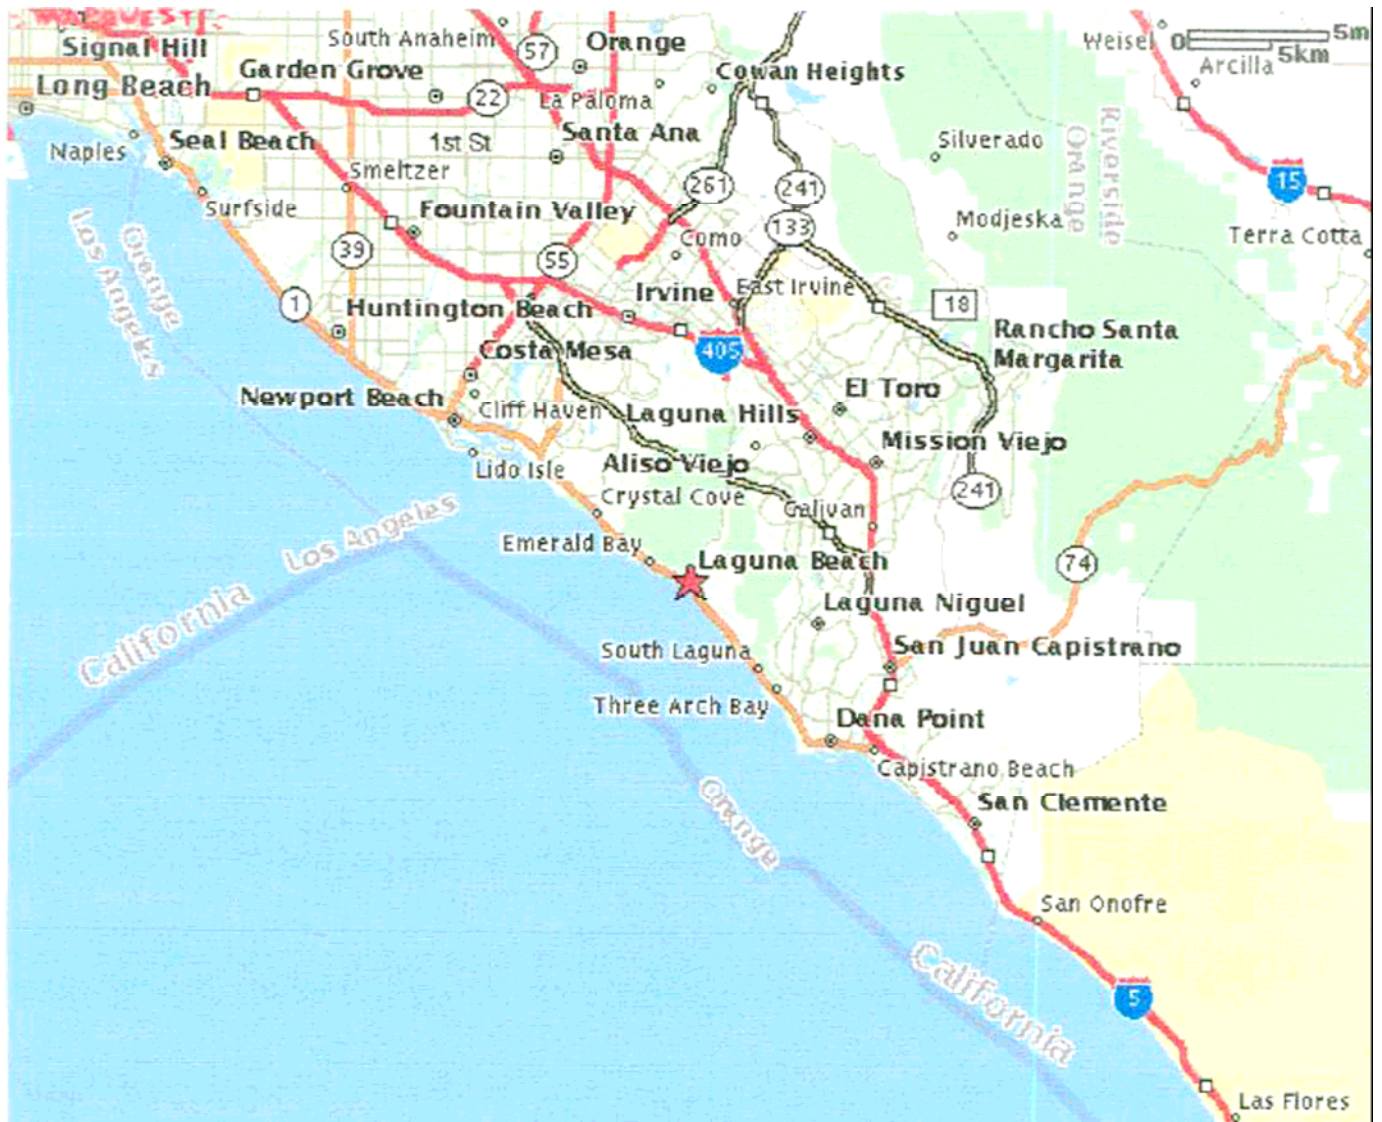 MAPQUEST
South Anaheim
57
Orange
Weisel
0
5m
5km
Signal Hill
Garden Grove
Cowan Heights
Arcilla
Long Beach
22
La Paloma
Seal Beach
1st St
Santa Ana
Silverado
Riverside
Orange
Naples
Smeltzer
261
241
15
Surfside
Fountain Valley
133
Modjeska
Los Angeles
Orange
39
Como
Terra Cotta
55
1
Huntington Beach
Irvine
East Irvine
18
Rancho Santa
Margarita
Costa Mesa
405
Newport Beach
Cliff Haven
Laguna Hills
El Toro
Mission Viejo
Lido Isle
Aliso Viejo
Crystal Cove
Galivan
241
Los Angeles
California
Emerald Bay
Laguna Beach
74
Laguna Niguel
South Laguna
San Juan Capistrano
Three Arch Bay
Dana Point
Capistrano Beach
Orange
San Clemente
San Onofre
California
5
Las Flores